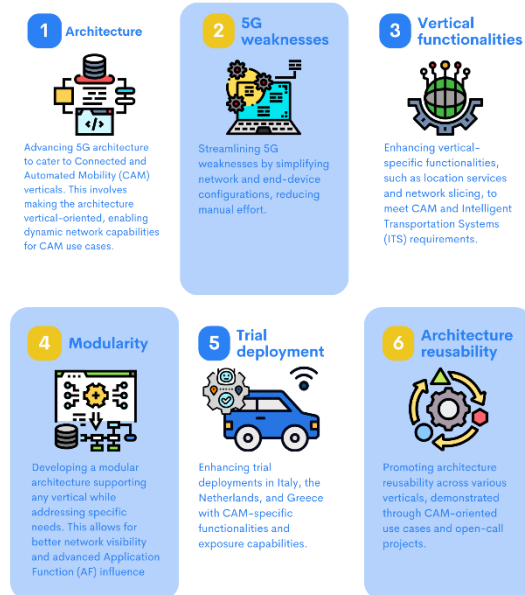 1 Architecture
Advancing 5G architecture
to cater to Connected and
Automated Mobility (CAM)
verticals. This involves
making the architecture
vertical-oriented, enabling
dynamic network capabilities
for CAM use cases.
2 5G
weaknesses
Streamlining 5G
weaknesses by simplifying
network and end-device
configurations, reducing
manual effort.
3 Vertical
functionalities
Enhancing vertical-
specific functionalities,
such as location services
and network slicing, to
meet CAM and Intelligent
Transportation Systems
(ITS) requirements.
4 Modularity
Developing a modular
architecture supporting
any vertical while
addressing specific
needs. This allows for
better network visibility
and advanced Application
Function (AF) influence
5 Trial
deployment
Enhancing trial
deployments in Italy, the
Netherlands, and Greece
with CAM-specific
functionalities and
exposure capabilities.
6 Architecture
reusability
Promoting architecture
reusability across various
verticals, demonstrated
through CAM-oriented
use cases and open-call
projects.